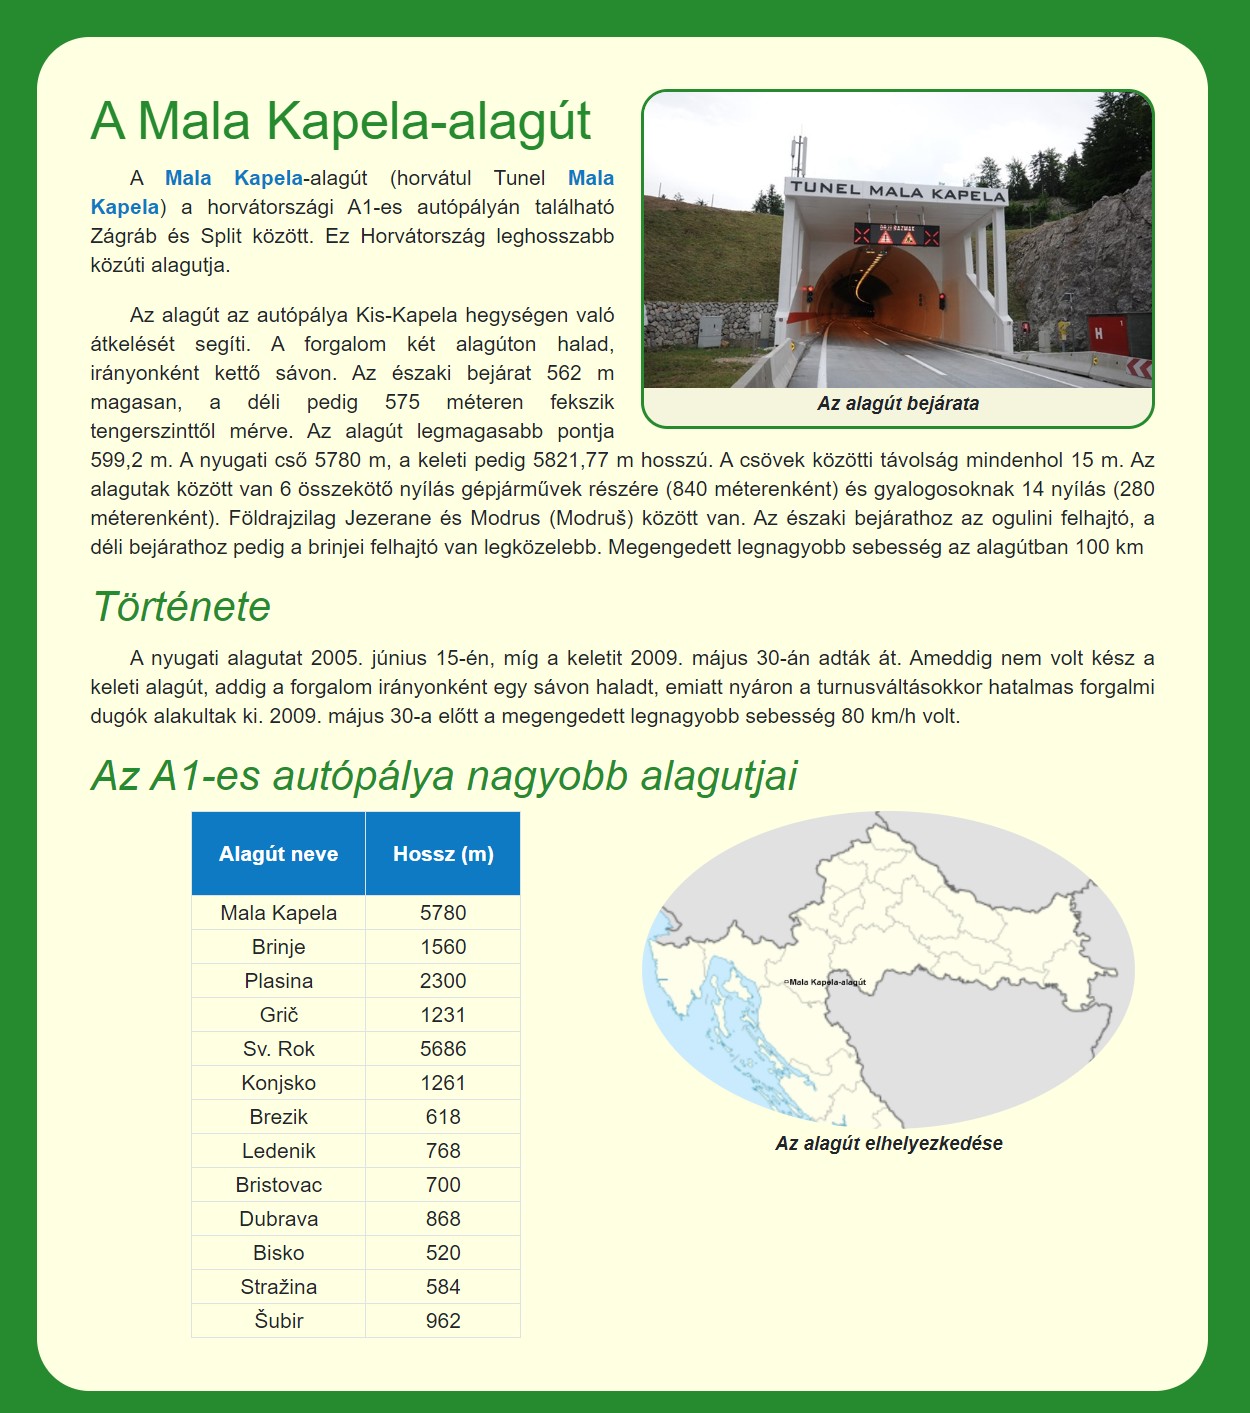 A Mala Kapela-alagút
A Mala Kapela-alagút (horvátul Tunel Mala
Kapela) a horvátországi A1-es autópályán található
Zágráb és Split között. Ez Horvátország leghosszabb
közúti alagutja.
TUNEL MALA KAPELA
H
Az alagút bejárata
Az alagút az autópálya Kis-Kapela hegységen való
átkelését segíti. A forgalom két alagúton halad,
irányonként kettő sávon. Az északi bejárat 562 m
magasan, a déli pedig 575 méteren fekszik
tengerszinttől mérve. Az alagút legmagasabb pontja
599,2 m. A nyugati cső 5780 m, a keleti pedig 5821,77 m hosszú. A csövek közötti távolság mindenhol 15 m. Az
alagutak között van 6 összekötő nyílás gépjárművek részére (840 méterenként) és gyalogosoknak 14 nyílás (280
méterenként). Földrajzilag Jezerane és Modrus (Modruš) között van. Az északi bejárathoz az ogulini felhajtó, a
déli bejárathoz pedig a brinjei felhajtó van legközelebb. Megengedett legnagyobb sebesség az alagútban 100 km
Története
A nyugati alagutat 2005. június 15-én, míg a keletit 2009. május 30-án adták át. Ameddig nem volt kész a
keleti alagút, addig a forgalom irányonként egy sávon haladt, emiatt nyáron a turnusváltásokkor hatalmas forgalmi
dugók alakultak ki. 2009. május 30-a előtt a megengedett legnagyobb sebesség 80 km/h volt.
Az A1-es autópálya nagyobb alagutjai
Alagút neve Hossz (m)
Mala Kapela 5780
Brinje 1560
Plasina 2300
Grič 1231
Sv. Rok 5686
Konjsko 1261
Brezik 618
Ledenik 768
Bristovac 700
Dubrava 868
Bisko 520
Stražina 584
Šubir 962
Mala Kapela-alagút
Az alagút elhelyezkedése